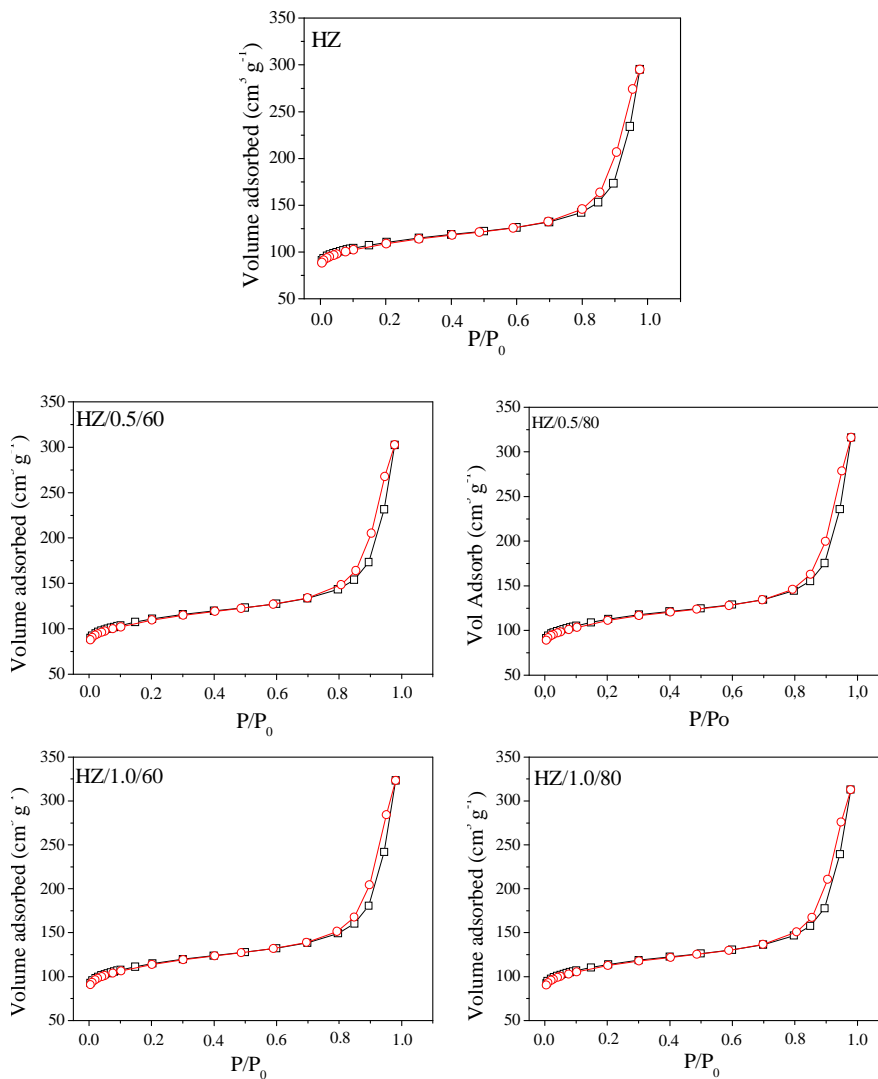 HZ
Volume adsorbed (cm³ g⁻¹)
350
300
250
200
150
100
50
0.0 0.2 0.4 0.6 0.8 1.0
P/P₀
HZ/0.5/60
Volume adsorbed (cm³ g⁻¹)
350
300
250
200
150
100
50
0.0 0.2 0.4 0.6 0.8 1.0
P/P₀
HZ/0.5/80
Vol Adsorb (cm³ g⁻¹)
350
300
250
200
150
100
50
0,0 0,2 0,4 0,6 0,8 1,0
P/Po
HZ/1.0/60
Volume adsorbed (cm³ g⁻¹)
350
300
250
200
150
100
50
0.0 0.2 0.4 0.6 0.8 1.0
P/P₀
HZ/1.0/80
Volume adsorbed (cm³ g⁻¹)
350
300
250
200
150
100
50
0.0 0.2 0.4 0.6 0.8 1.0
P/P₀